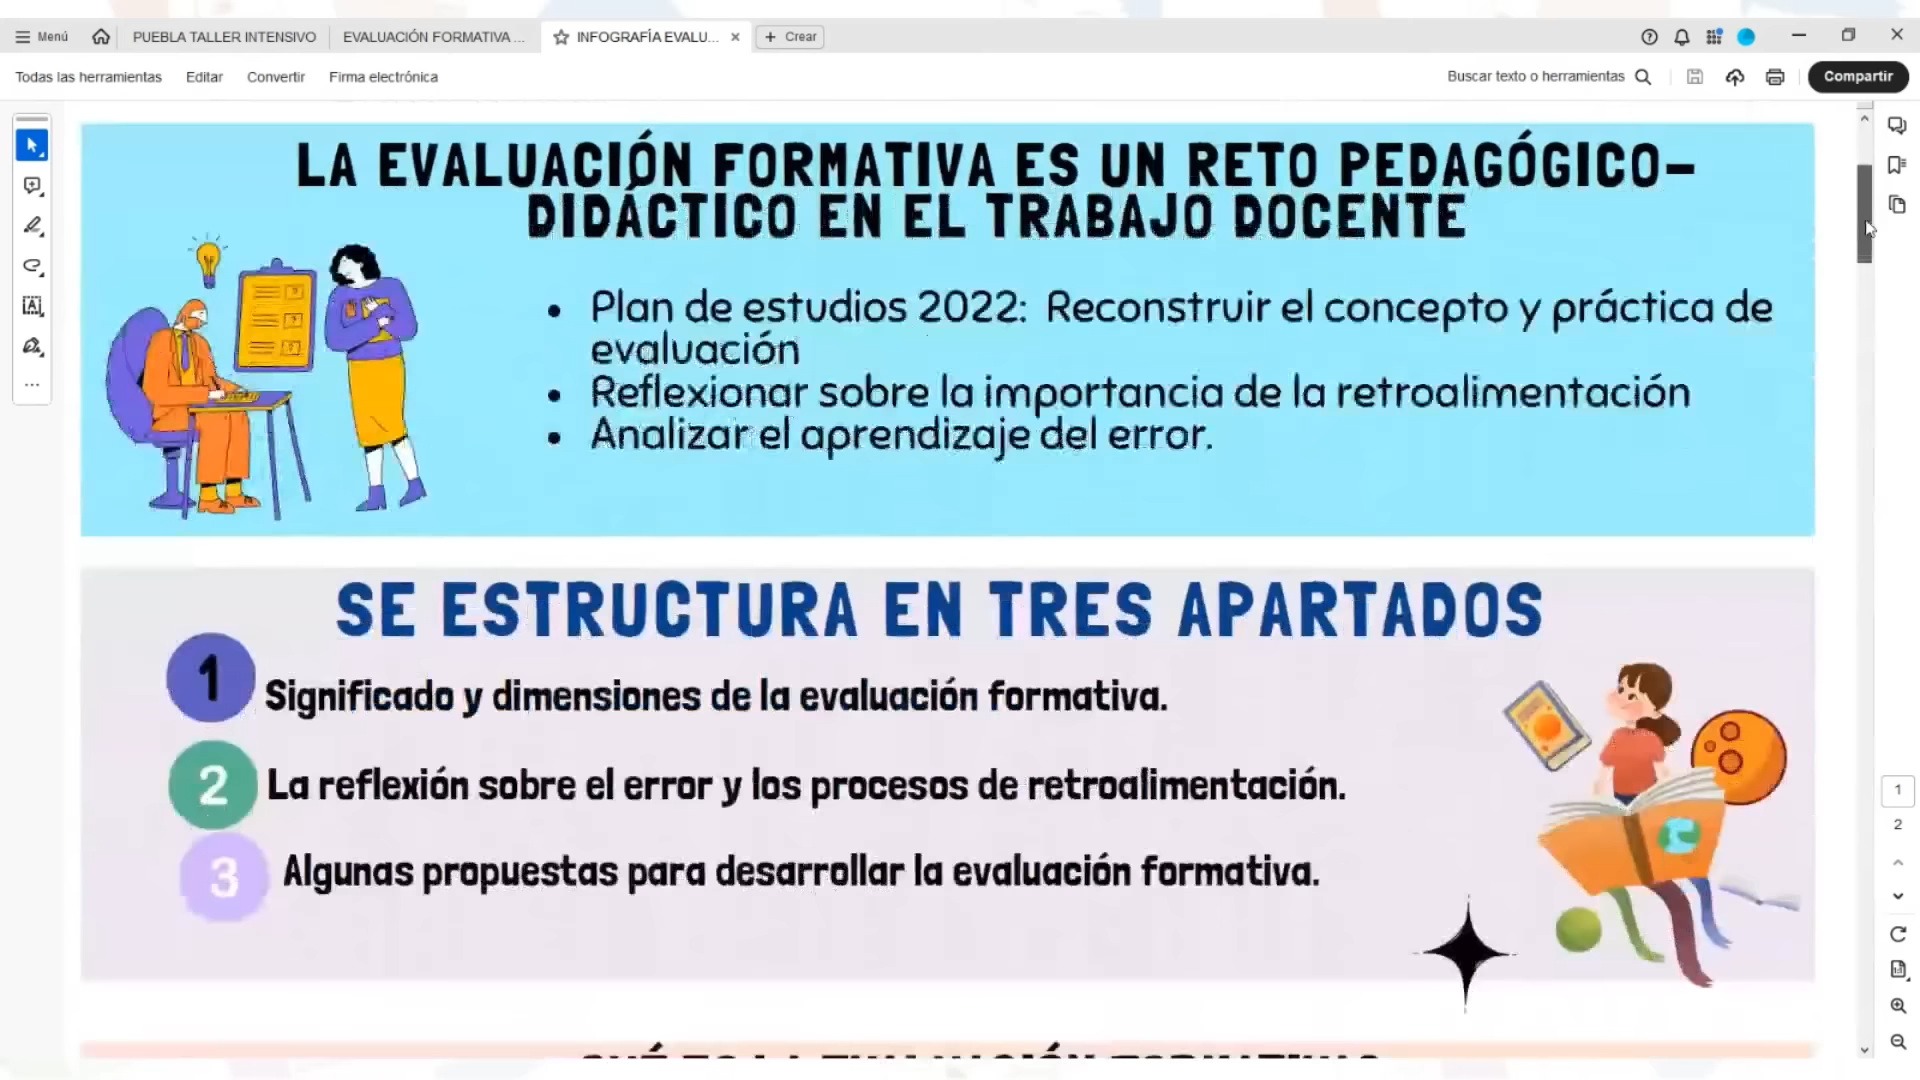 Menú
PUEBLA TALLER INTENSIVO
EVALUACIÓN FORMATIVA ...
INFOGRAFÍA EVALU...
Crear
Todas las herramientas
Editar
Convertir
Firma electrónica
Buscar texto o herramientas
Compartir
LA EVALUACIÓN FORMATIVA ES UN RETO PEDAGÓGICO-
DIDÁCTICO EN EL TRABAJO DOCENTE
• Plan de estudios 2022: Reconstruir el concepto y práctica de
evaluación
• Reflexionar sobre la importancia de la retroalimentación
• Analizar el aprendizaje del error.
SE ESTRUCTURA EN TRES APARTADOS
1 Significado y dimensiones de la evaluación formativa.
2 La reflexión sobre el error y los procesos de retroalimentación.
3 Algunas propuestas para desarrollar la evaluación formativa.
1
2